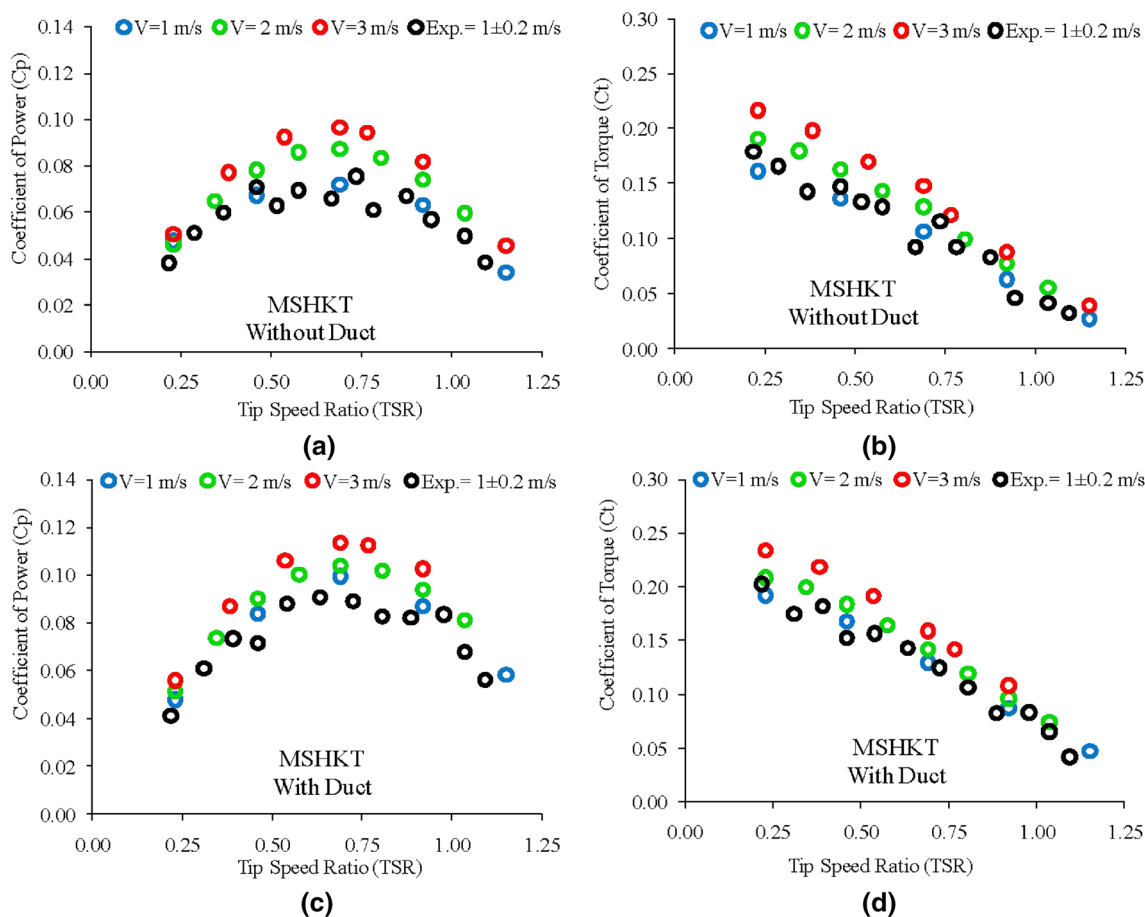 V=1 m/s V= 2 m/s V=3 m/s Exp.= 1±0.2 m/s
Coefficient of Power (Cp)
0.14
0.12
0.10
0.08
0.06
0.04
0.02
0.00
MSHKT
Without Duct
0.00 0.25 0.50 0.75 1.00 1.25
Tip Speed Ratio (TSR)
(a)
V=1 m/s V= 2 m/s V=3 m/s Exp.= 1±0.2 m/s
Coefficient of Torque (Ct)
0.30
0.25
0.20
0.15
0.10
0.05
0.00
MSHKT
Without Duct
0.00 0.25 0.50 0.75 1.00 1.25
Tip Speed Ratio (TSR)
(b)
V=1 m/s V= 2 m/s V=3 m/s Exp.= 1±0.2 m/s
Coefficient of Power (Cp)
0.14
0.12
0.10
0.08
0.06
0.04
0.02
0.00
MSHKT
With Duct
0.00 0.25 0.50 0.75 1.00 1.25
Tip Speed Ratio (TSR)
(c)
V=1 m/s V= 2 m/s V=3 m/s Exp.= 1±0.2 m/s
Coefficient of Torque (Ct)
0.30
0.25
0.20
0.15
0.10
0.05
0.00
MSHKT
With Duct
0.00 0.25 0.50 0.75 1.00 1.25
Tip Speed Ratio (TSR)
(d)